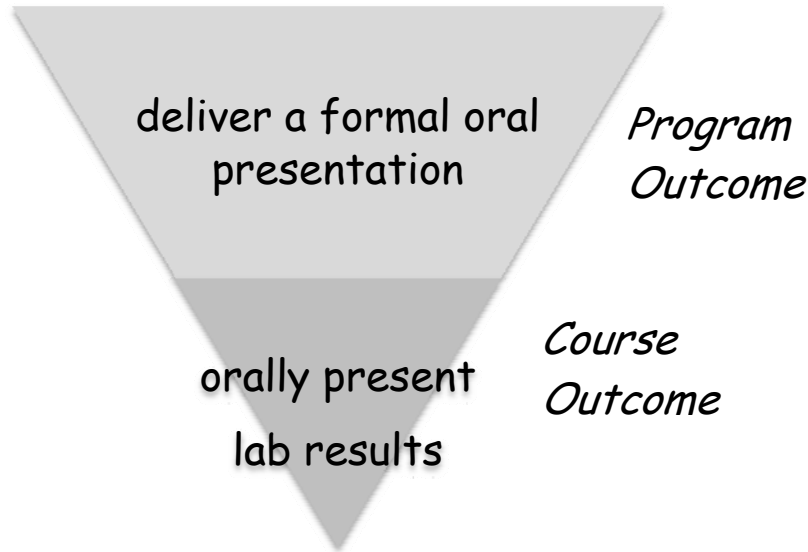 deliver a formal oral
presentation
Program
Outcome
orally present
lab results
Course
Outcome